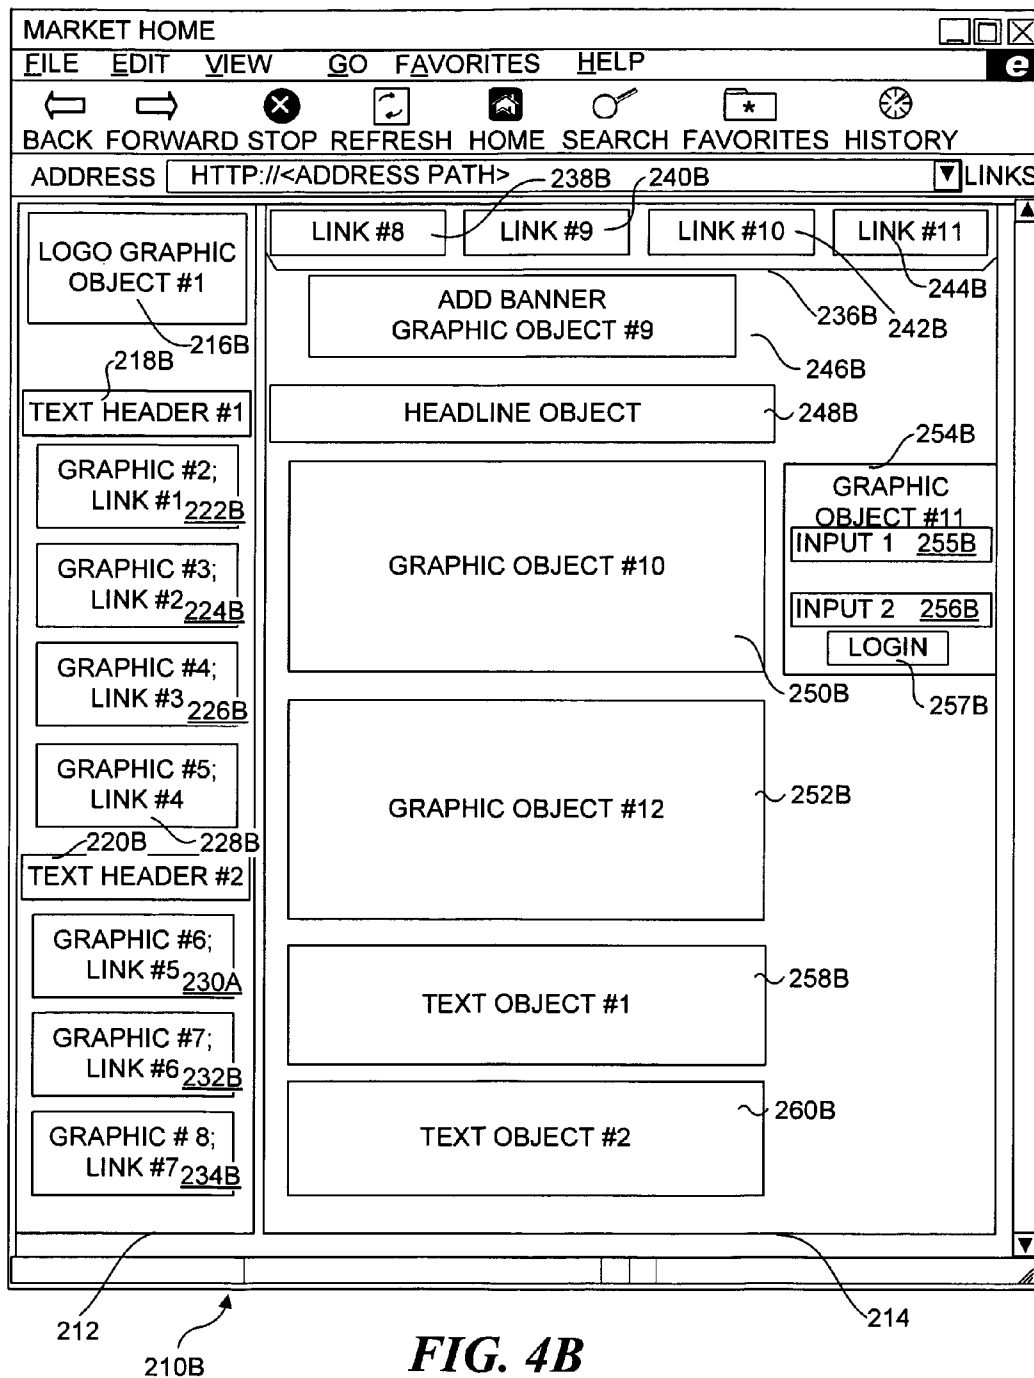 MARKET HOME
FILE EDIT VIEW GO FAVORITES HELP
e
BACK FORWARD STOP REFRESH HOME SEARCH FAVORITES HISTORY
ADDRESS HTTP://<ADDRESS PATH> 238B 240B LINKS
LOGO GRAPHIC
OBJECT #1
216B
218B
TEXT HEADER #1
GRAPHIC #2;
LINK #1
222B
GRAPHIC #3;
LINK #2
224B
GRAPHIC #4;
LINK #3
226B
GRAPHIC #5;
LINK #4
220B
228B
TEXT HEADER #2
GRAPHIC #6;
LINK #5
230A
GRAPHIC #7;
LINK #6
232B
GRAPHIC # 8;
LINK #7
234B
LINK #8 LINK #9 LINK #10 LINK #11
244B
236B
242B
ADD BANNER
GRAPHIC OBJECT #9
246B
HEADLINE OBJECT
248B
254B
GRAPHIC
OBJECT #11
INPUT 1 255B
INPUT 2 256B
LOGIN
257B
GRAPHIC OBJECT #10
250B
GRAPHIC OBJECT #12
252B
TEXT OBJECT #1
258B
TEXT OBJECT #2
260B
212
210B
214
FIG. 4B